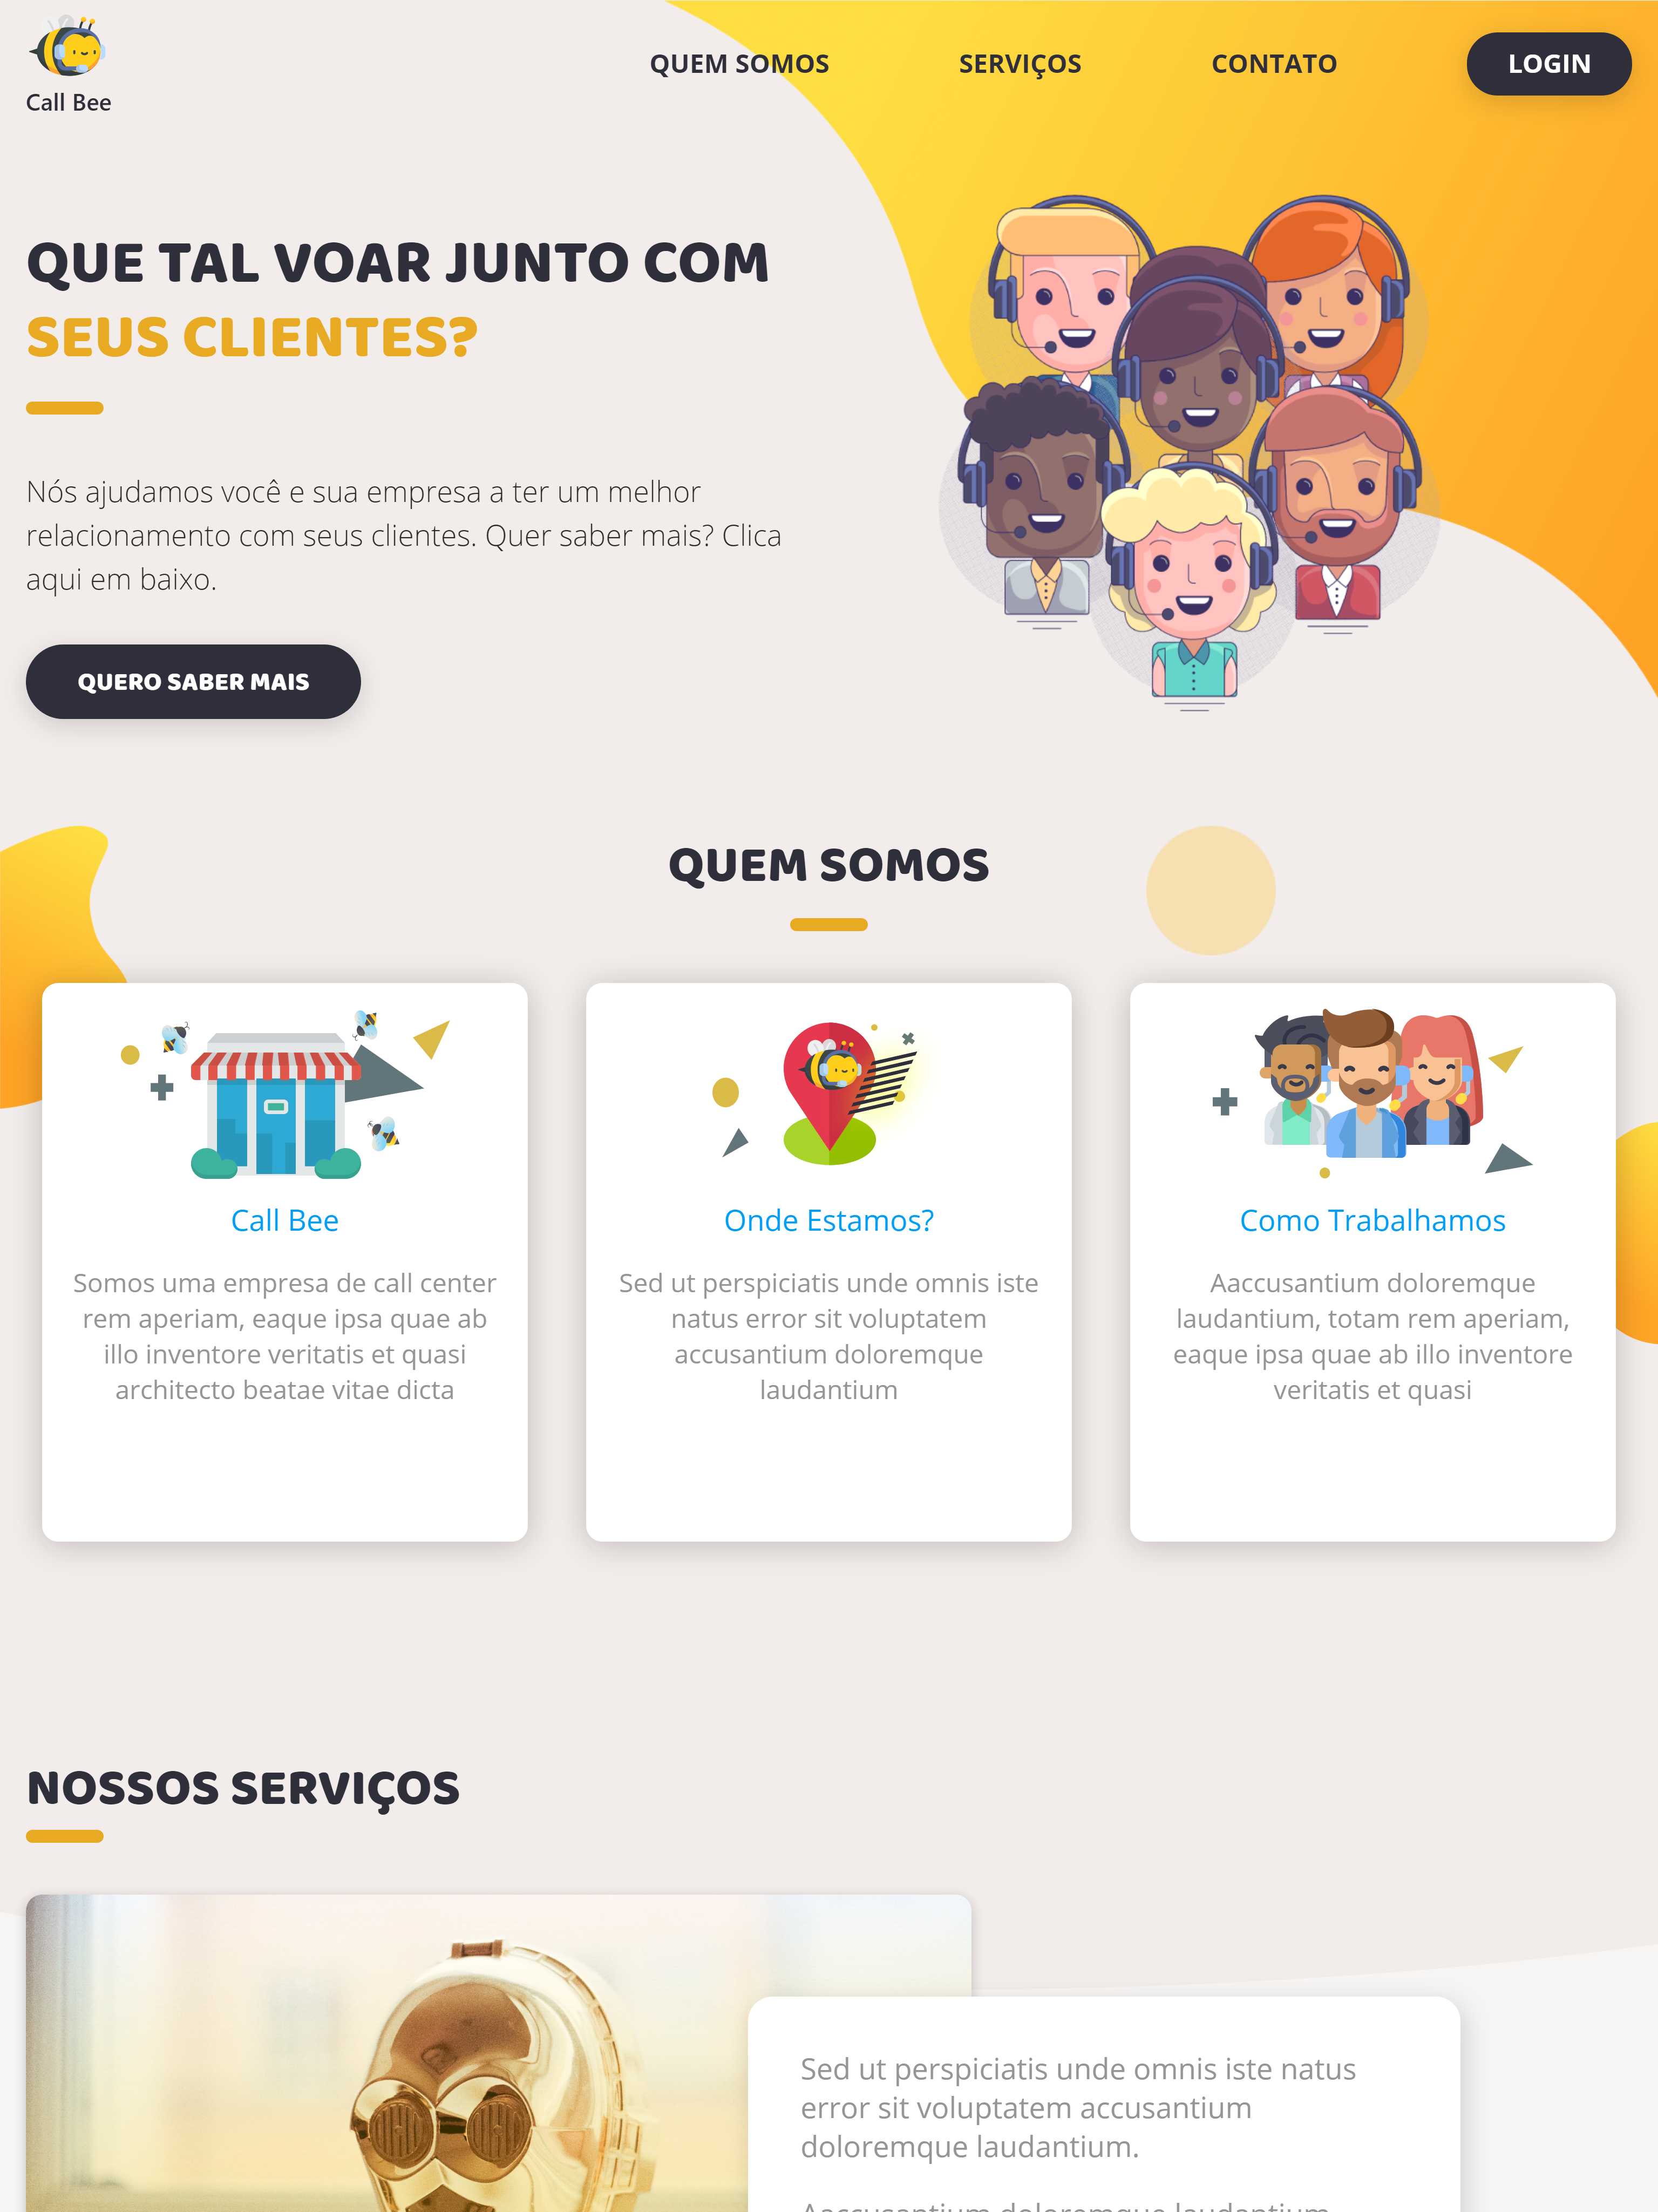 Call Bee
QUEM SOMOS
SERVIÇOS
CONTATO
LOGIN
QUE TAL VOAR JUNTO COM
SEUS CLIENTES?
Nós ajudamos você e sua empresa a ter um melhor
relacionamento com seus clientes. Quer saber mais? Clica
aqui em baixo.
QUERO SABER MAIS
QUEM SOMOS
Call Bee
Somos uma empresa de call center
rem aperiam, eaque ipsa quae ab
illo inventore veritatis et quasi
architecto beatae vitae dicta
Onde Estamos?
Sed ut perspiciatis unde omnis iste
natus error sit voluptatem
accusantium doloremque
laudantium
Como Trabalhamos
Aaccusantium doloremque
laudantium, totam rem aperiam,
eaque ipsa quae ab illo inventore
veritatis et quasi
NOSSOS SERVIÇOS
Sed ut perspiciatis unde omnis iste natus
error sit voluptatem accusantium
doloremque laudantium.
Aaccusantium doloremque laudantium